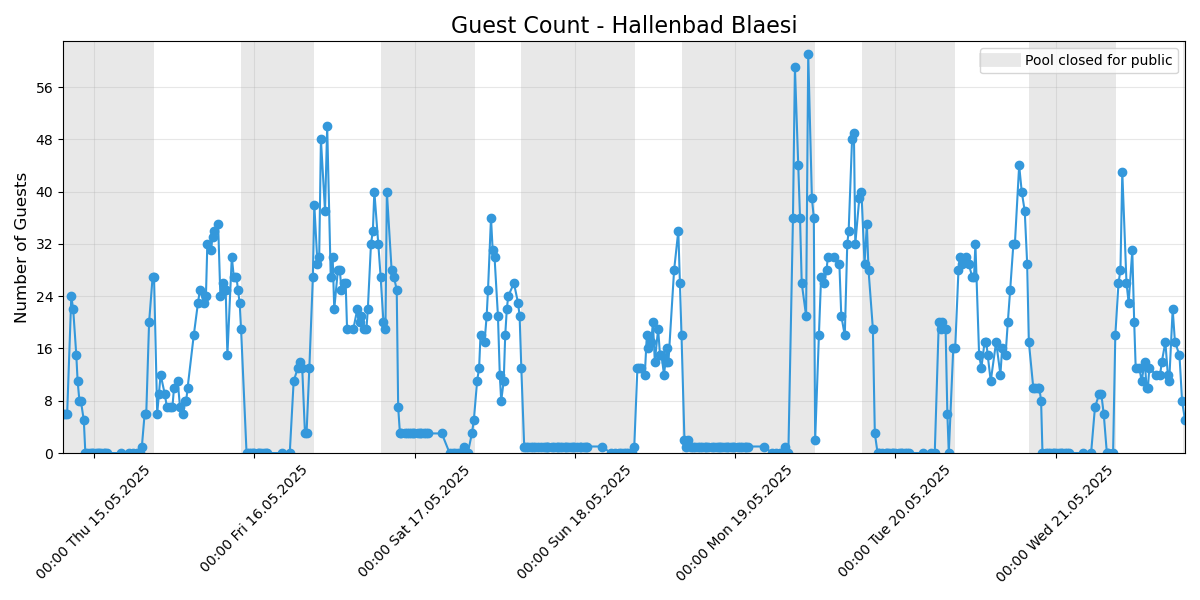 Guest Count - Hallenbad Blaesi
Pool closed for public
Number of Guests
56
48
40
32
24
16
8
0
00:00 Thu 15.05.2025
00:00 Fri 16.05.2025
00:00 Sat 17.05.2025
00:00 Sun 18.05.2025
00:00 Mon 19.05.2025
00:00 Tue 20.05.2025
00:00 Wed 21.05.2025